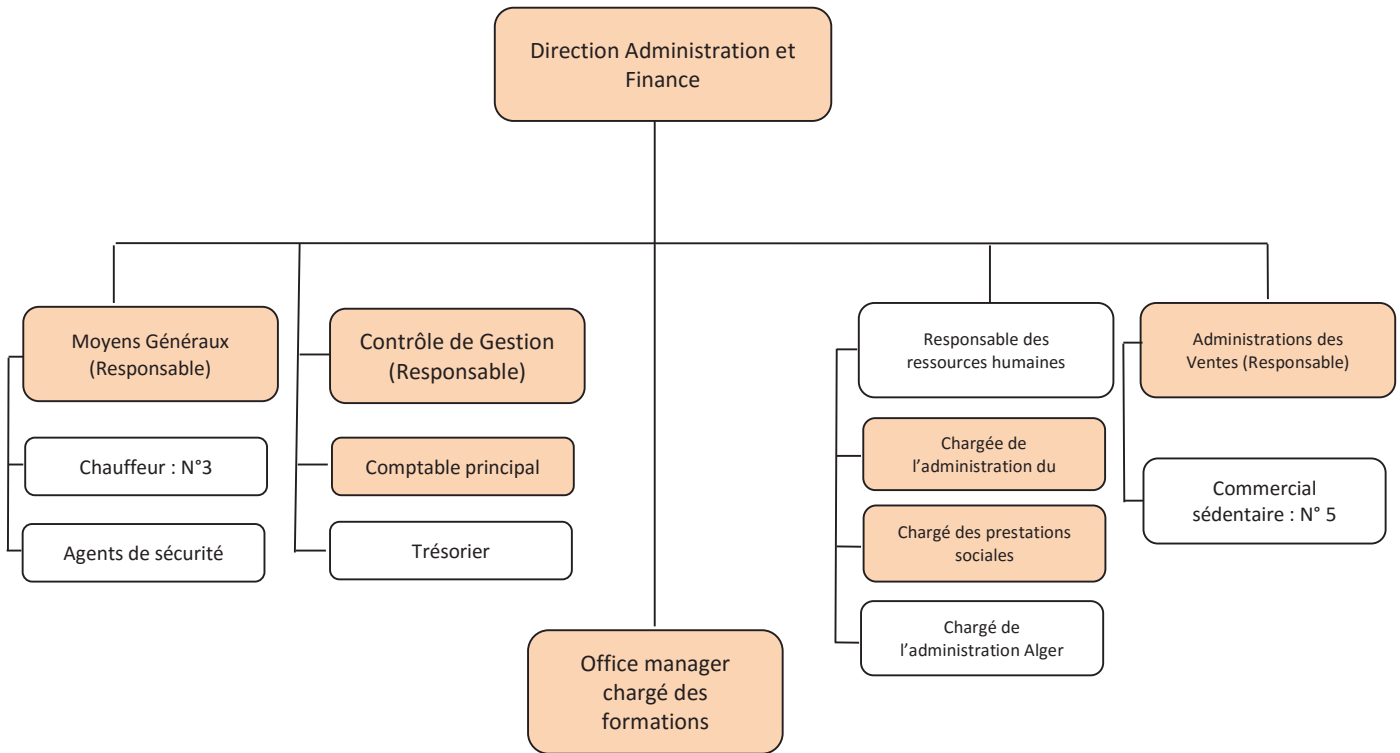 Direction Administration et
Finance
Moyens Généraux
(Responsable)
Chauffeur : N°3
Agents de sécurité
Contrôle de Gestion
(Responsable)
Comptable principal
Trésorier
Office manager
chargé des
formations
Responsable des
ressources humaines
Chargée de
l'administration du
Chargé des prestations
sociales
Chargé de
l'administration Alger
Administrations des
Ventes (Responsable)
Commercial
sédentaire : N° 5